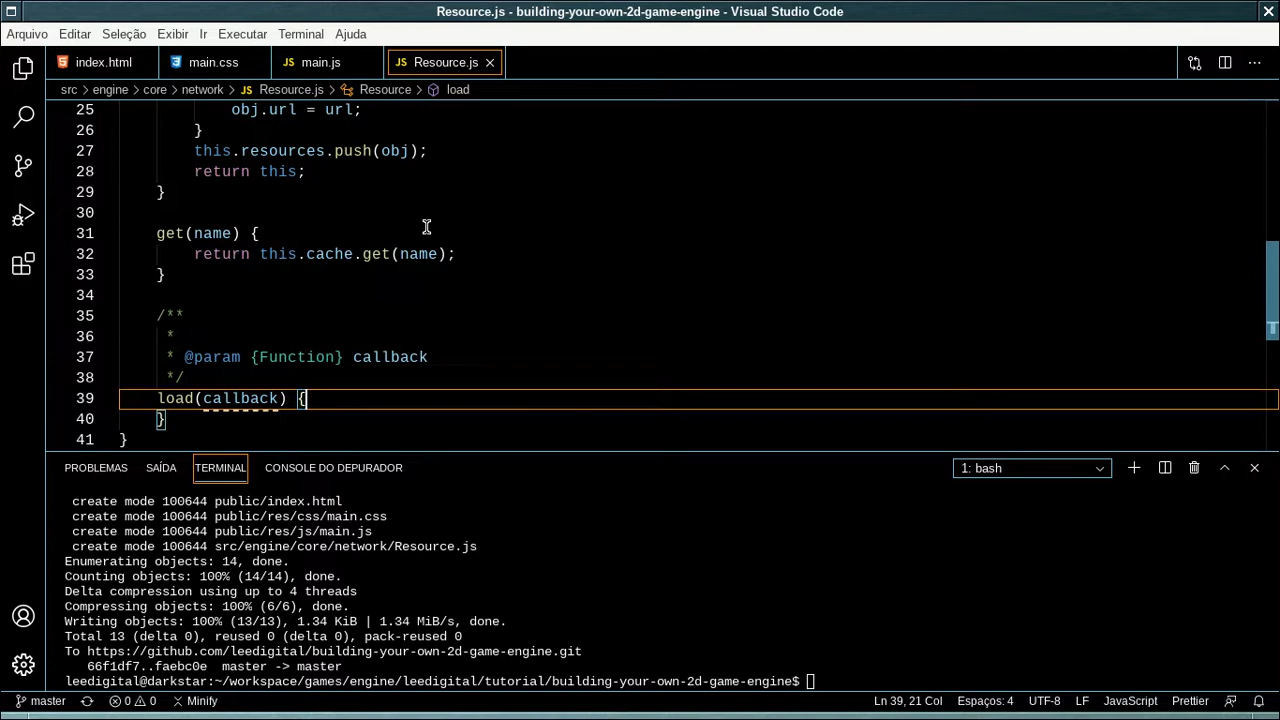 Resource.js - building-your-own-2d-game-engine - Visual Studio Code
Arquivo Editar Seleção Exibir Ir Executar Terminal Ajuda
index.html main.css JS main.js JS Resource.js
src > engine > core > network > JS Resource.js > Resource > load
25 obj.url = url;
26 }
27 this.resources.push(obj);
28 return this;
29 }
30
31 get(name) {
32 return this.cache.get(name);
33 }
34
35 /**
36 *
37 * @param {Function} callback
38 */
39 load(callback) {
40 }
41 }
PROBLEMAS SAÍDA TERMINAL CONSOLE DO DEPURADOR 1: bash
create mode 100644 public/index.html
create mode 100644 public/res/css/main.css
create mode 100644 public/res/js/main.js
create mode 100644 src/engine/core/network/Resource.js
Enumerating objects: 14, done.
Counting objects: 100% (14/14), done.
Delta compression using up to 4 threads
Compressing objects: 100% (6/6), done.
Writing objects: 100% (13/13), 1.34 KiB | 1.34 MiB/s, done.
Total 13 (delta 0), reused 0 (delta 0), pack-reused 0
To https://github.com/leedigital/building-your-own-2d-game-engine.git
66f1df7..faebc0e master -> master
leedigital@darkstar:~/workspace/games/engine/leedigital/tutorial/building-your-own-2d-game-engine$
master 0 0 Minify Ln 39, 21 Col Espaços: 4 UTF-8 LF JavaScript Prettier